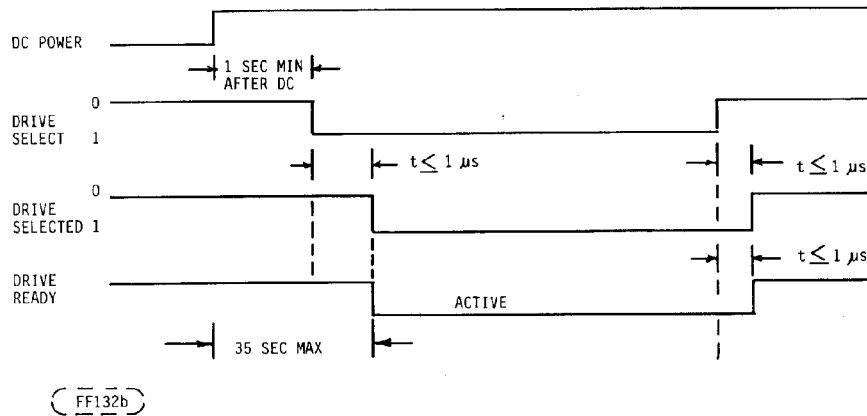 DC POWER
1 SEC MIN
AFTER DC
0
DRIVE
SELECT 1
t ≤ 1 µs
t ≤ 1 µs
0
DRIVE
SELECTED 1
t ≤ 1 µs
DRIVE
READY
ACTIVE
35 SEC MAX
FF132b